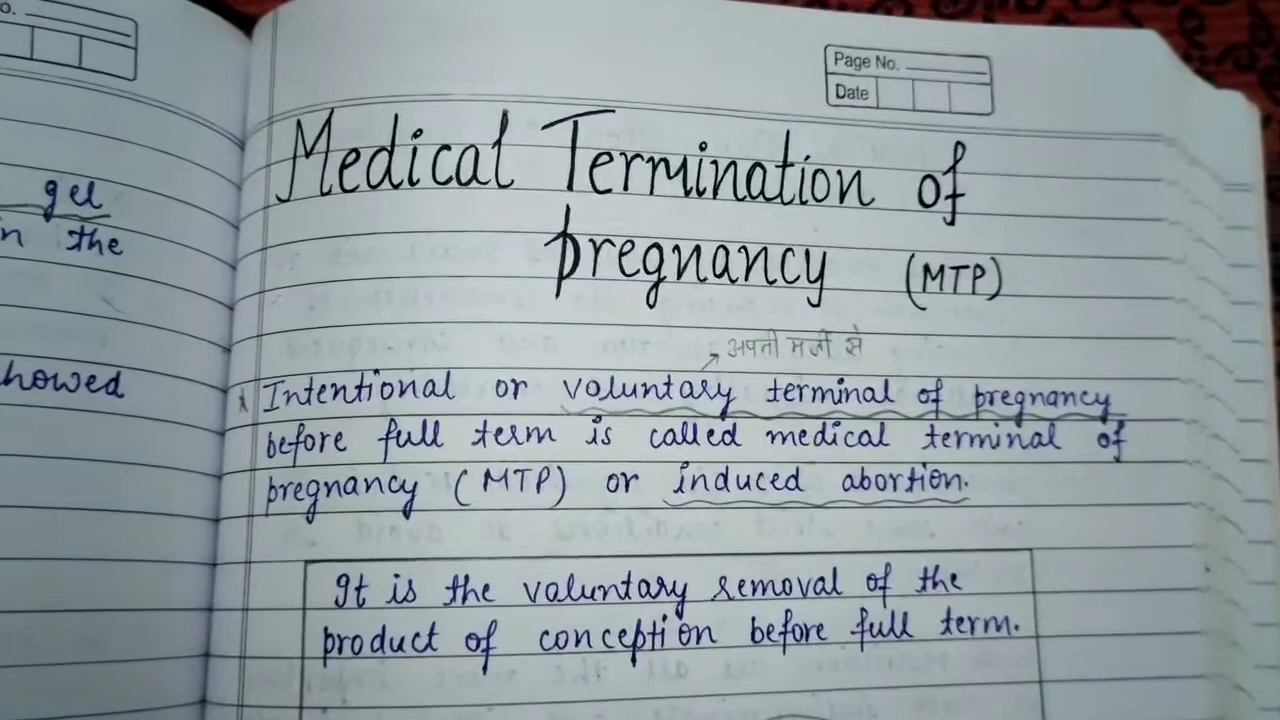 o.
gel
n the
howed
Page No.
Date
Medical Termination of
pregnancy (MTP)
अपनी मर्जी से
Intentional or voluntary terminal of pregnancy
before full term is called medical terminal of
pregnancy (MTP) or induced abortion.
It is the voluntary removal of the
product of conception before full term.